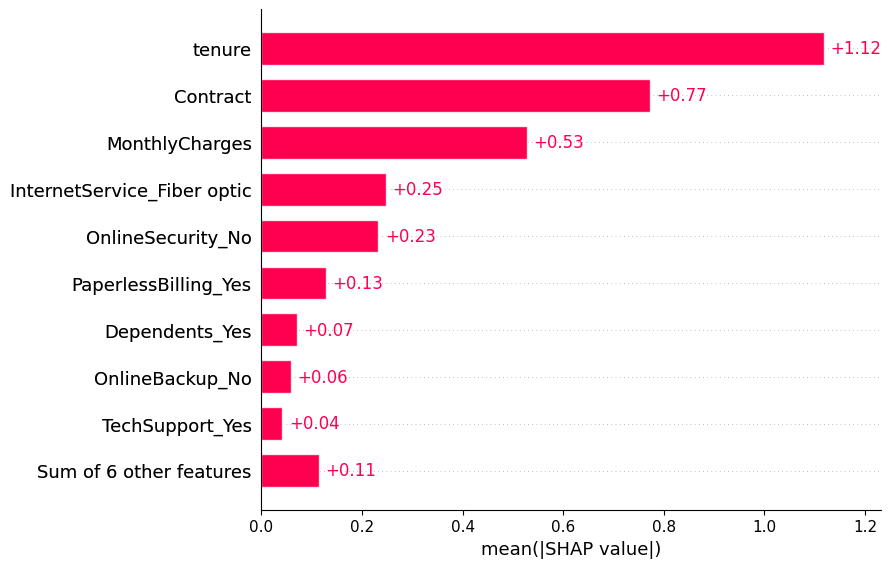 tenure +1.12
Contract +0.77
MonthlyCharges +0.53
InternetService_Fiber optic +0.25
OnlineSecurity_No +0.23
PaperlessBilling_Yes +0.13
Dependents_Yes +0.07
OnlineBackup_No +0.06
TechSupport_Yes +0.04
Sum of 6 other features +0.11
0.0 0.2 0.4 0.6 0.8 1.0 1.2
mean(|SHAP value|)